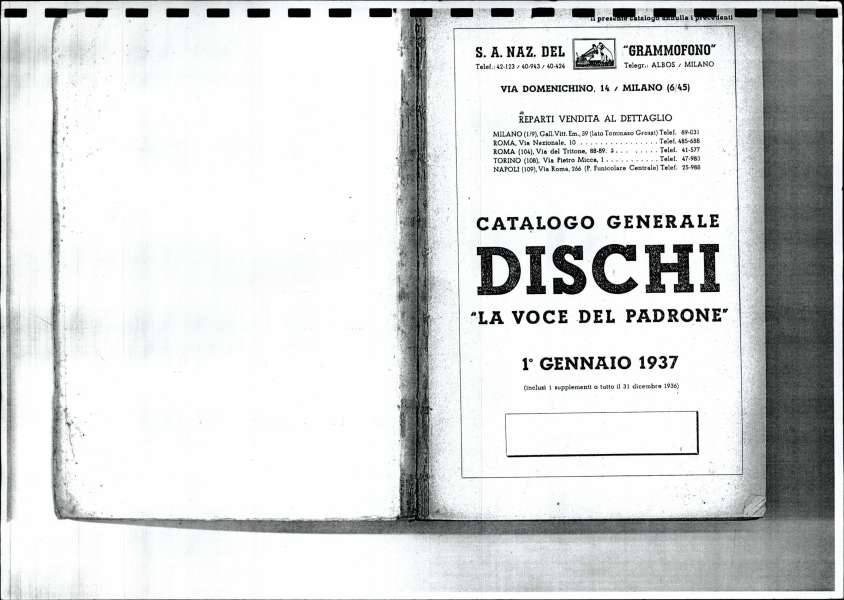 Il presente catalogo annulla i precedenti
S. A. NAZ. DEL "GRAMMOFONO"
Telef.: 42-123 / 40-943 / 40-424 Telegr.: ALBOS / MILANO
VIA DOMENICHINO, 14 / MILANO (6/45)
REPARTI VENDITA AL DETTAGLIO
MILANO (1/9), Gall. Vitt. Em., 39 (lato Tommaso Grossi) Telef. 89-031
ROMA, Via Nazionale, 10 . . . . . . . . . . . . . . . . Telef. 485-688
ROMA (104), Via del Tritone, 88-89. . . . . . . . . Telef. 41-577
TORINO (108), Via Pietro Micca, 1 . . . . . . . . . . . Telef. 47-983
NAPOLI (109), Via Roma, 266 (P. Funicolare Centrale) Telef. 25-988
CATALOGO GENERALE
DISCHI
"LA VOCE DEL PADRONE"
1° GENNAIO 1937
(inclusi i supplementi a tutto il 31 dicembre 1936)